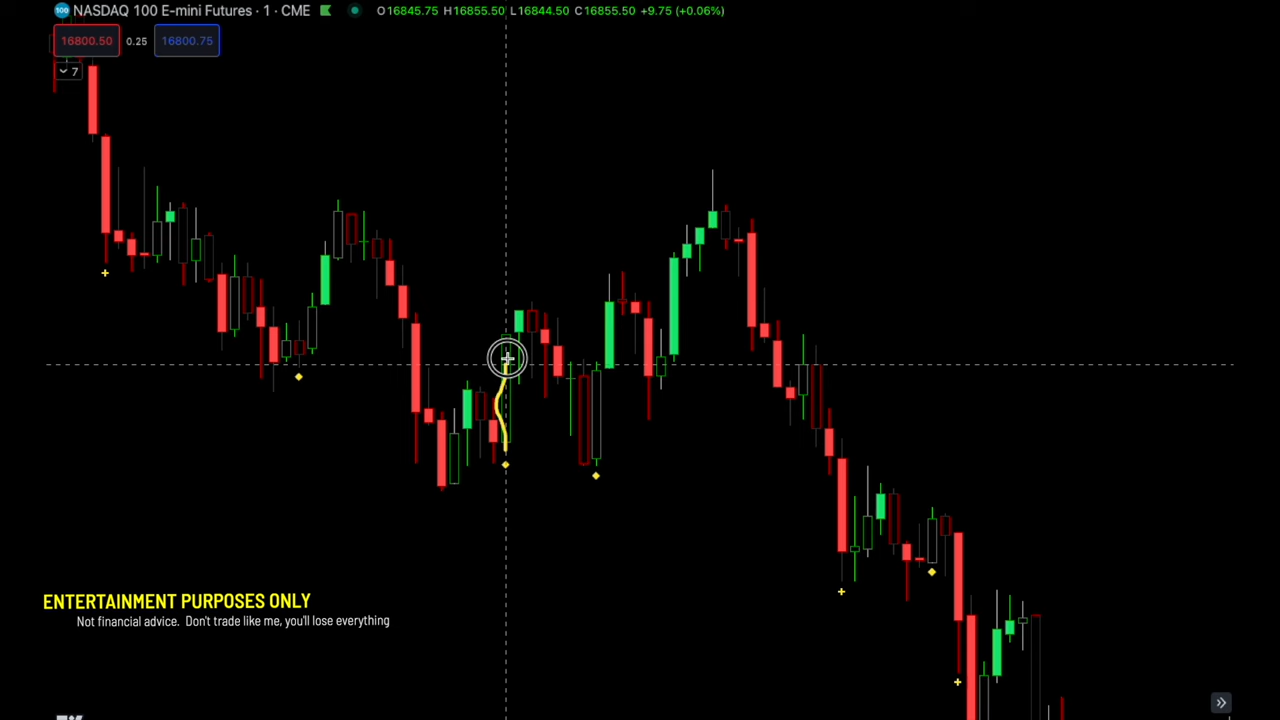 100 NASDAQ 100 E-mini Futures · 1 · CME O16845.75 H16855.50 L16844.50 C16855.50 +9.75 (+0.06%)
16800.50 0.25 16800.75
7
ENTERTAINMENT PURPOSES ONLY
Not financial advice. Don't trade like me, you'll lose everything